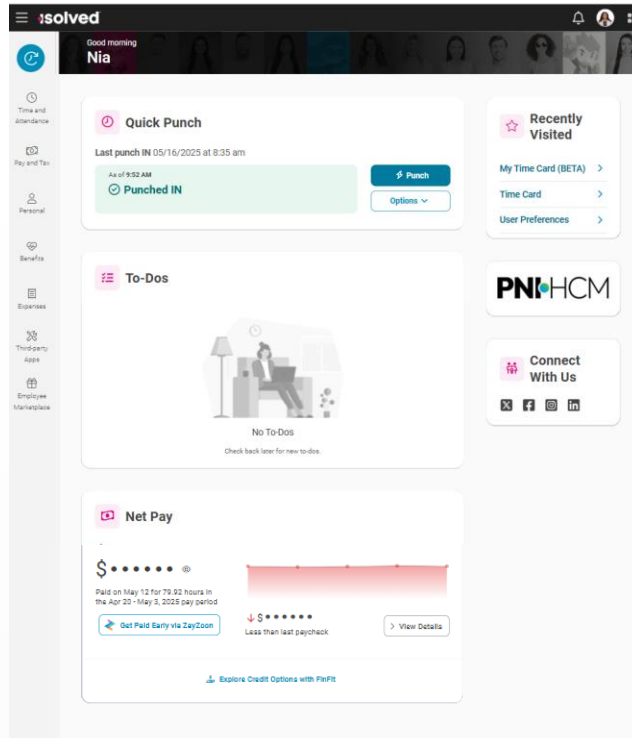 isolved
Good morning
Nia
Time and
Attendance
Pay and Tax
Personal
Benefits
Expenses
Third-party
Apps
Employee
Marketplace
Quick Punch
Last punch IN 05/16/2025 at 8:35 am
As of 9:52 AM
Punched IN
Punch
Options
To-Dos
No To-Dos
Check back later for new to-dos.
Net Pay
$••••••
Paid on May 12 for 79.92 hours in
the Apr 20 - May 3, 2025 pay period
Get Paid Early via ZayZoon
$••••••
Less than last paycheck
View Details
Explore Credit Options with FinFit
Recently
Visited
My Time Card (BETA)
Time Card
User Preferences
PNI•HCM
Connect
With Us